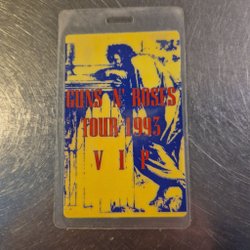 GUNS N' ROSES
TOUR 1993
V I P